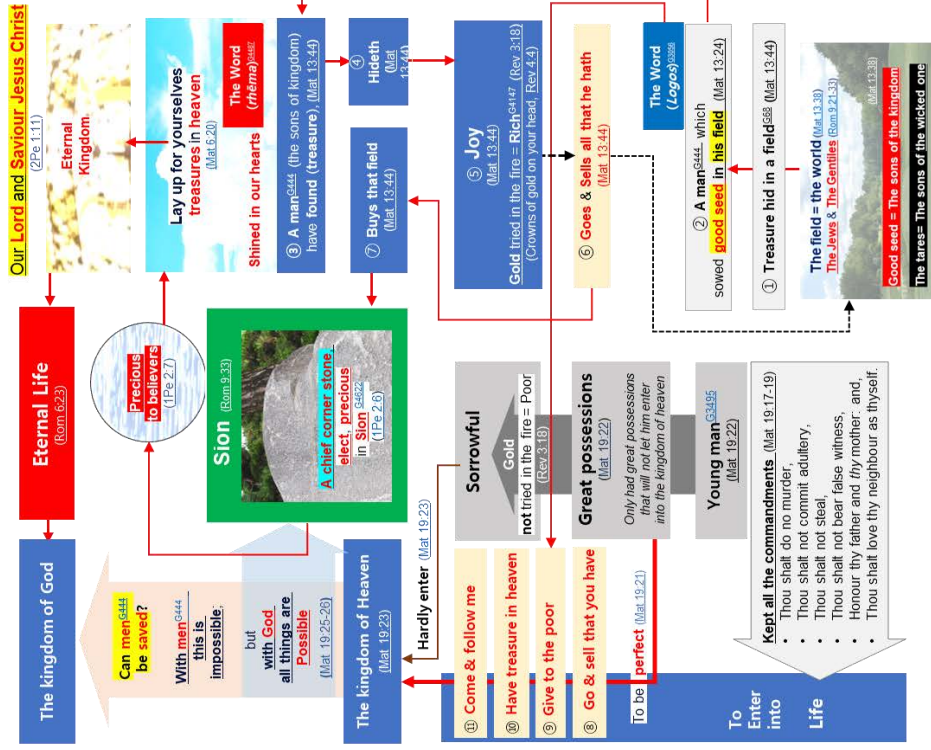 Our Lord and Saviour Jesus Christ
(2Pe 1:11)
Eternal
Kingdom.
Lay up for yourselves
treasures in heaven
(Mat 6:20)
The Word
(rhēma)G4487
Shined in our hearts
③ A manG444 (the sons of kingdom)
have found (treasure), (Mat 13:44)
④
Hideth
(Mat
13:44)
⑤ Joy
(Mat 13:44)
Gold tried in the fire = RichG4147 (Rev 3:18)
(Crowns of gold on your head, Rev 4:4)
⑥ Goes & Sells all that he hath
(Mat 13:44)
⑦ Buys that field
(Mat 13:44)
The Word
(Logos)G3056
② A manG444 which
sowed good seed in his field (Mat 13:24)
① Treasure hid in a fieldG68 (Mat 13:44)
The field = the world (Mat 13:38)
The Jews & The Gentiles (Rom 9:21-33)
(Mat 13:38)
Good seed = The sons of the kingdom
The tares= The sons of the wicked one
Eternal Life
(Rom 6:23)
Precious
to believers
(1Pe 2:7)
Sion (Rom 9:33)
A chief corner stone,
elect, precious
in Sion G4622
(1Pe 2:6)
Sorrowful
Gold
not tried in the fire = Poor
(Rev 3:18)
Great possessions
(Mat 19:22)
Only had great possessions
that will not let him enter
into the kingdom of heaven
Young manG3495
(Mat 19:22)
Kept all the commandments (Mat 19:17-19)
• Thou shalt do no murder,
• Thou shalt not commit adultery,
• Thou shalt not steal,
• Thou shalt not bear false witness,
• Honour thy father and thy mother: and,
• Thou shalt love thy neighbour as thyself.
The kingdom of God
Can menG444
be saved?
With menG444
this is
impossible;
but
with God
all things are
Possible
(Mat 19:25-26)
The kingdom of Heaven
(Mat 19:23)
Hardly enter (Mat 19:23)
⑪ Come & follow me
⑩ Have treasure in heaven
⑨ Give to the poor
⑧ Go & sell that you have
To be perfect (Mat 19:21)
To
Enter
into
Life